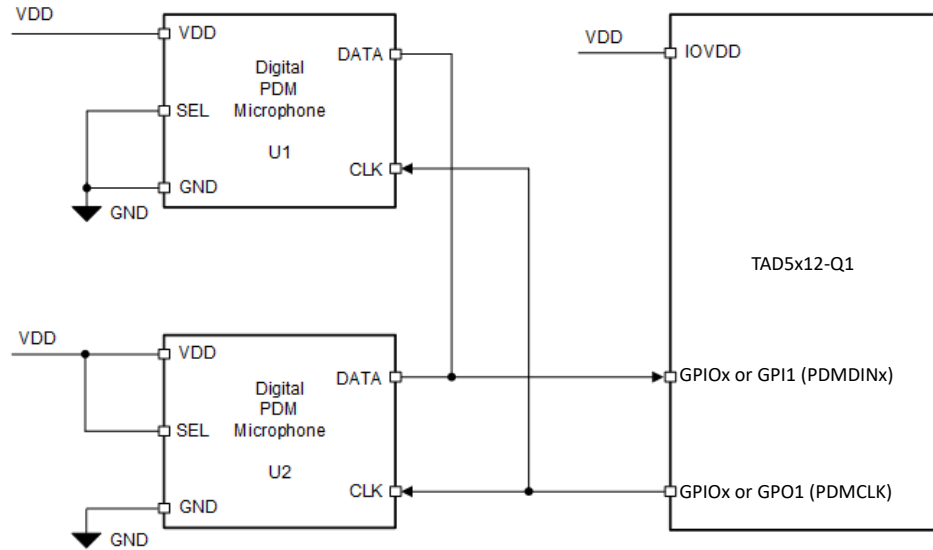 VDD
VDD
SEL
GND
GND
Digital
PDM
Microphone
U1
DATA
CLK
VDD
IOVDD
TAD5x12-Q1
GPIOx or GPI1 (PDMDINx)
GPIOx or GPO1 (PDMCLK)
VDD
VDD
SEL
GND
GND
Digital
PDM
Microphone
U2
DATA
CLK